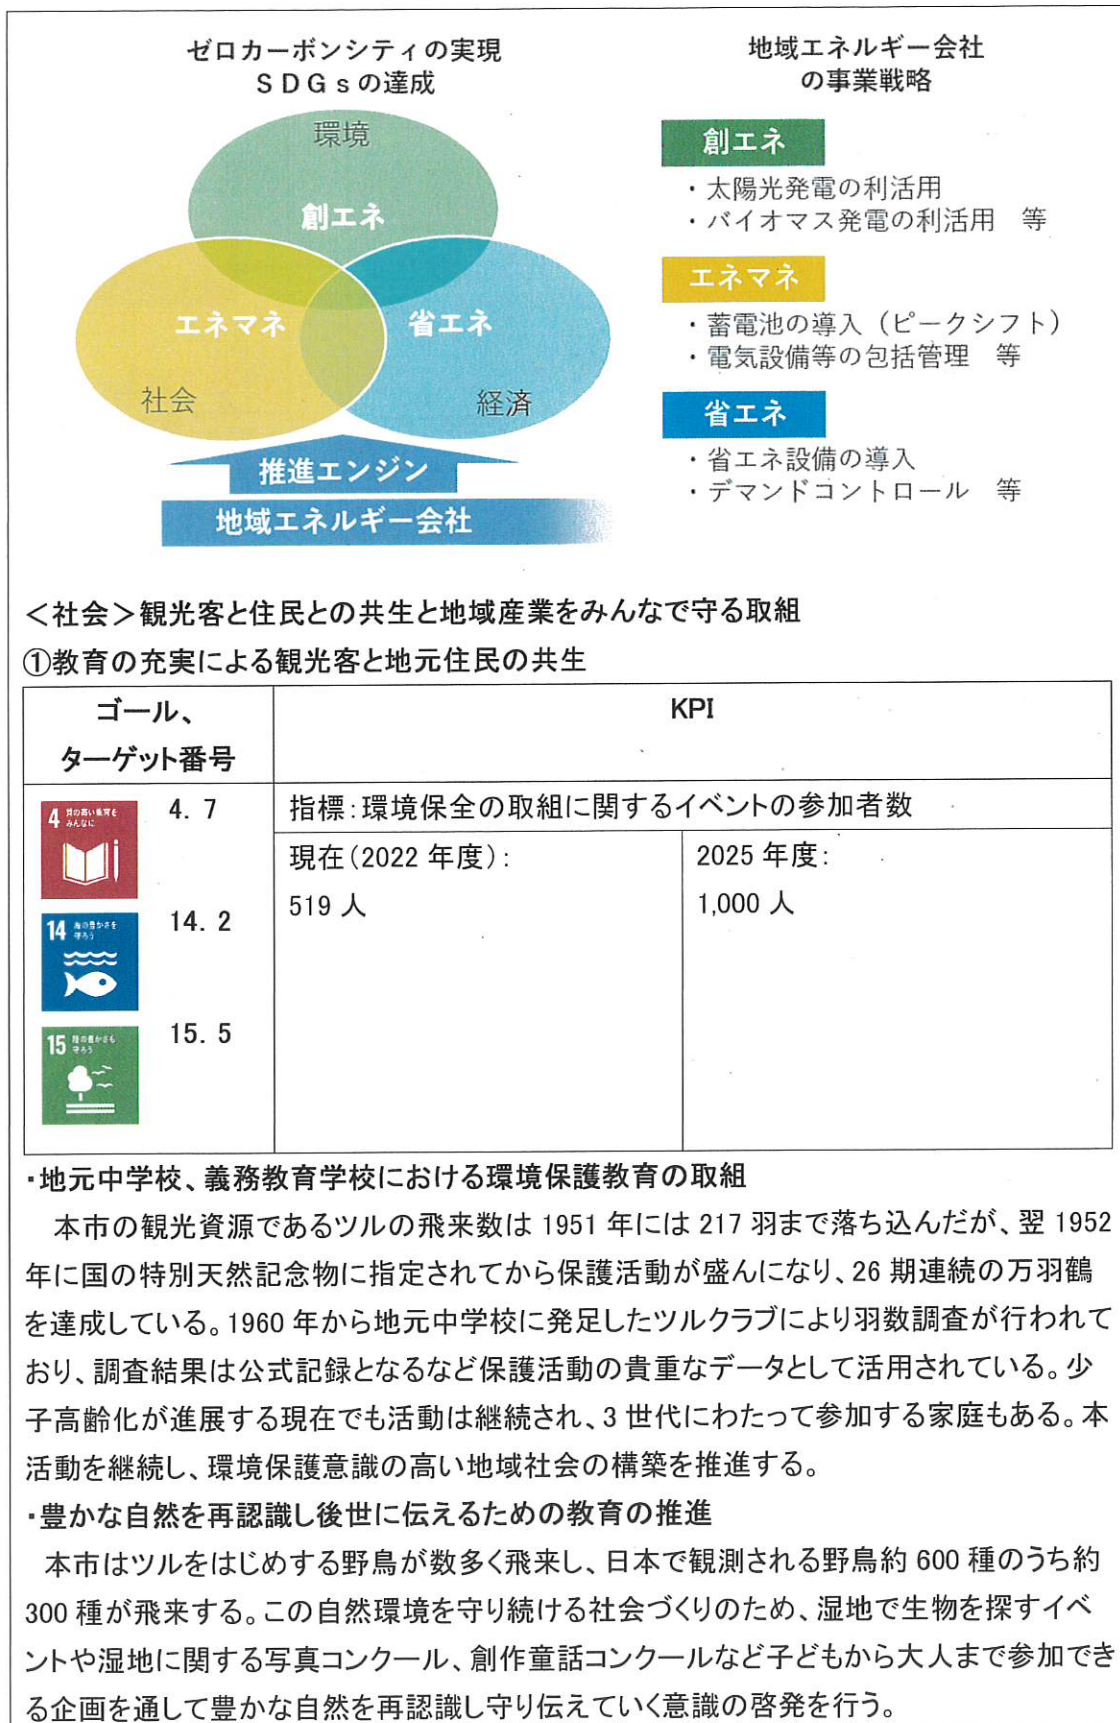 ゼロカーボンシティの実現
SDGsの達成
環境
創エネ
エネマネ
省エネ
社会
経済
推進エンジン
地域エネルギー会社
地域エネルギー会社
の事業戦略
創エネ
・太陽光発電の利活用
・バイオマス発電の利活用　等
エネマネ
・蓄電池の導入（ピークシフト）
・電気設備等の包括管理　等
省エネ
・省エネ設備の導入
・デマンドコントロール　等
＜社会＞観光客と住民との共生と地域産業をみんなで守る取組
①教育の充実による観光客と地元住民の共生
ゴール、
ターゲット番号
KPI
4 質の高い教育を
みんなに
4．7
14 海の豊かさを
守ろう
14．2
15 陸の豊かさも
守ろう
15．5
指標：環境保全の取組に関するイベントの参加者数
現在（2022 年度）：
519 人
2025 年度：
1,000 人
・地元中学校、義務教育学校における環境保護教育の取組
本市の観光資源であるツルの飛来数は 1951 年には 217 羽まで落ち込んだが、翌 1952
年に国の特別天然記念物に指定されてから保護活動が盛んになり、26 期連続の万羽鶴
を達成している。1960 年から地元中学校に発足したツルクラブにより羽数調査が行われて
おり、調査結果は公式記録となるなど保護活動の貴重なデータとして活用されている。少
子高齢化が進展する現在でも活動は継続され、3 世代にわたって参加する家庭もある。本
活動を継続し、環境保護意識の高い地域社会の構築を推進する。
・豊かな自然を再認識し後世に伝えるための教育の推進
本市はツルをはじめする野鳥が数多く飛来し、日本で観測される野鳥約 600 種のうち約
300 種が飛来する。この自然環境を守り続ける社会づくりのため、湿地で生物を探すイベ
ントや湿地に関する写真コンクール、創作童話コンクールなど子どもから大人まで参加でき
る企画を通して豊かな自然を再認識し守り伝えていく意識の啓発を行う。